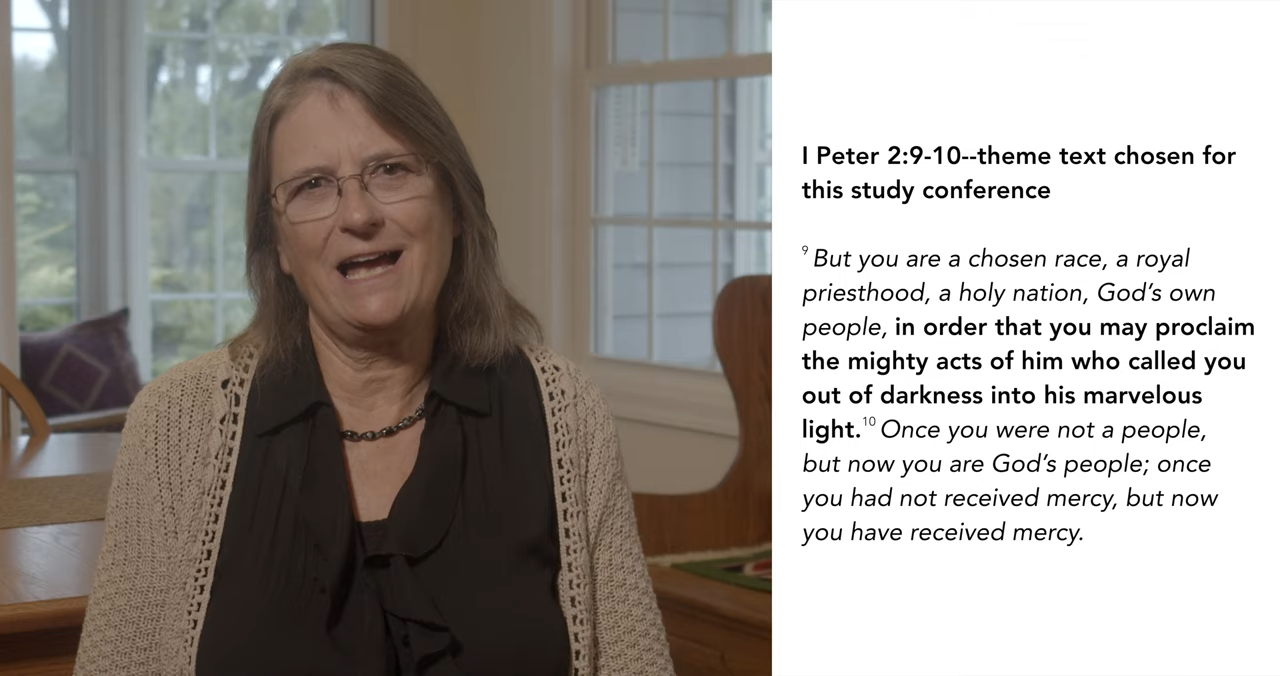 I Peter 2:9-10--theme text chosen for
this study conference
9 But you are a chosen race, a royal
priesthood, a holy nation, God’s own
people, in order that you may proclaim
the mighty acts of him who called you
out of darkness into his marvelous
light.10 Once you were not a people,
but now you are God’s people; once
you had not received mercy, but now
you have received mercy.